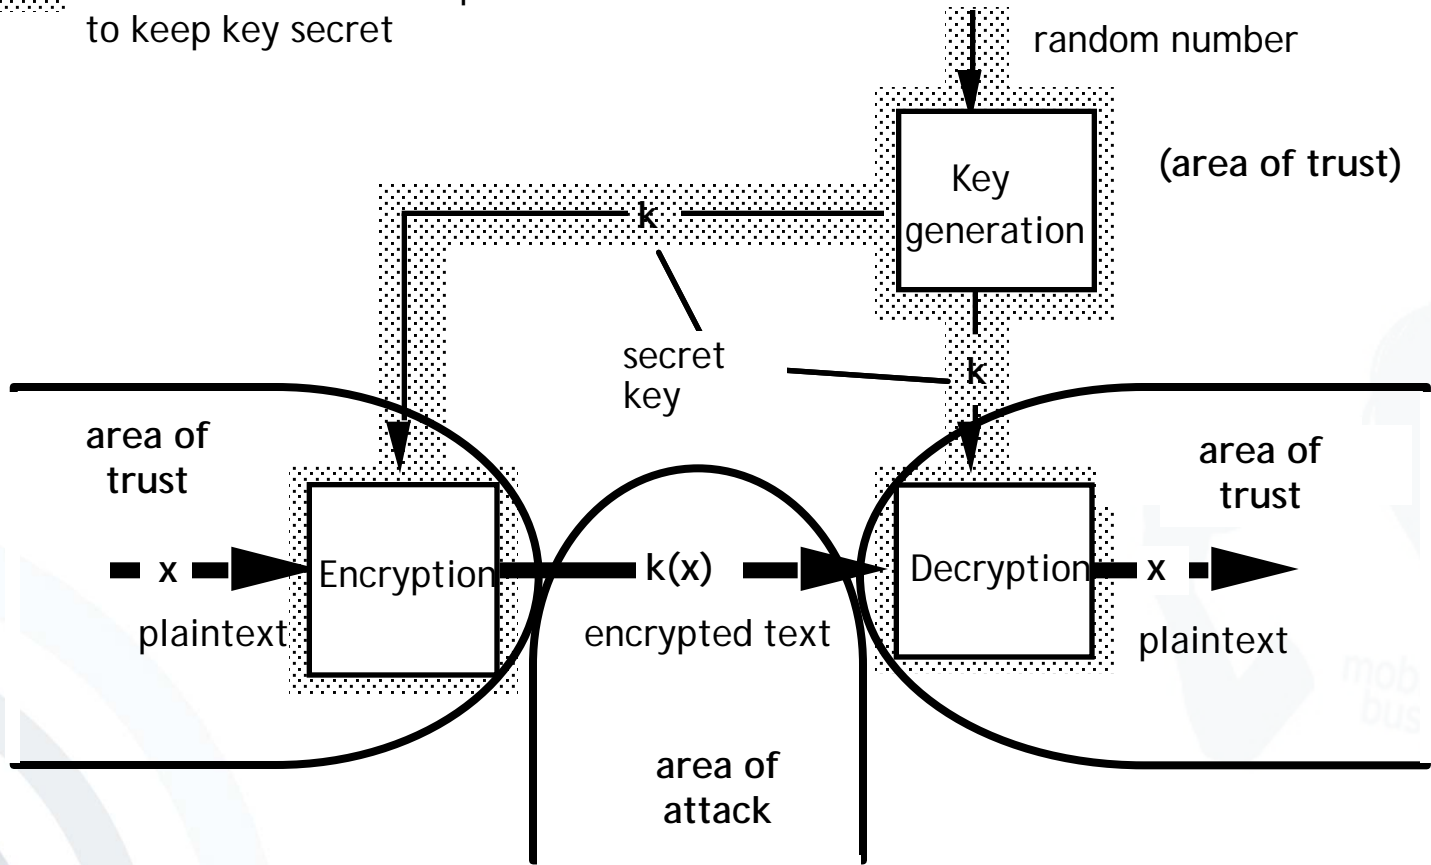 to keep key secret
random number
Key
generation
(area of trust)
k
secret
key
k
area of
trust
area of
trust
x
Encryption
k(x)
Decryption
x
plaintext
encrypted text
plaintext
area of
attack